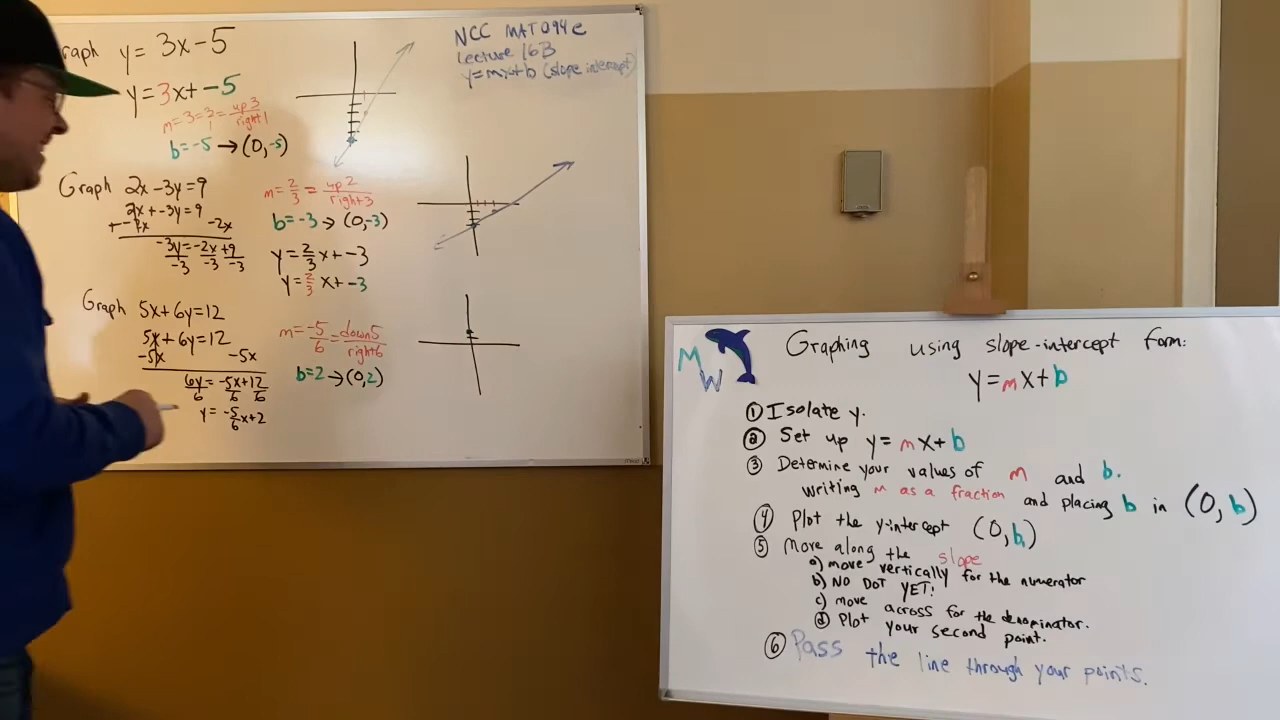 Graph y = 3x-5
y = 3x+-5
m=3=3/1=up 3/right 1
b=-5→(0,-5)
NCC MAT094e
Lecture 16B
y=mx+b (slope intercept)
Graph 2x-3y=9
2x+-3y=9
-2x
-2x
-3y/-3=-2x/-3+9/-3
m=2/3=up 2/right 3
b=-3→(0,-3)
y=2/3x+-3
y=2/3x+-3
Graph 5x+6y=12
5x+6y=12
-5x -5x
6y/6=-5x/6+12/6
y=-5/6x+2
m=-5/6=down 5/right 6
b=2→(0,2)
MW
Graphing using slope-intercept form:
y=mx+b
① Isolate y.
② Set up y=mx+b
③ Determine your values of m and b.
writing m as a fraction and placing b in (0,b)
④ Plot the y-intercept (0,b)
⑤ Move along the slope
a) move vertically for the numerator
b) NO DOT YET!
c) move across for the denominator.
d) Plot your second point.
⑥ Pass the line through your points.